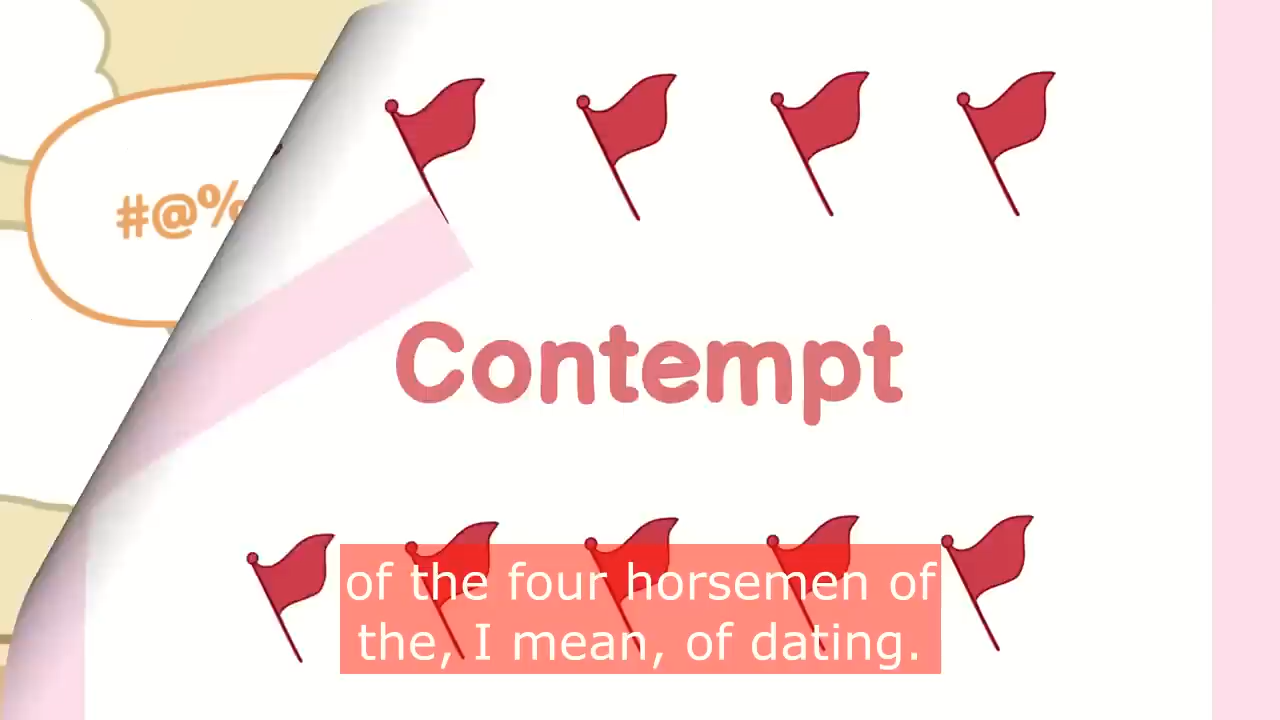 #@%
Contempt
of the four horsemen of
the, I mean, of dating.